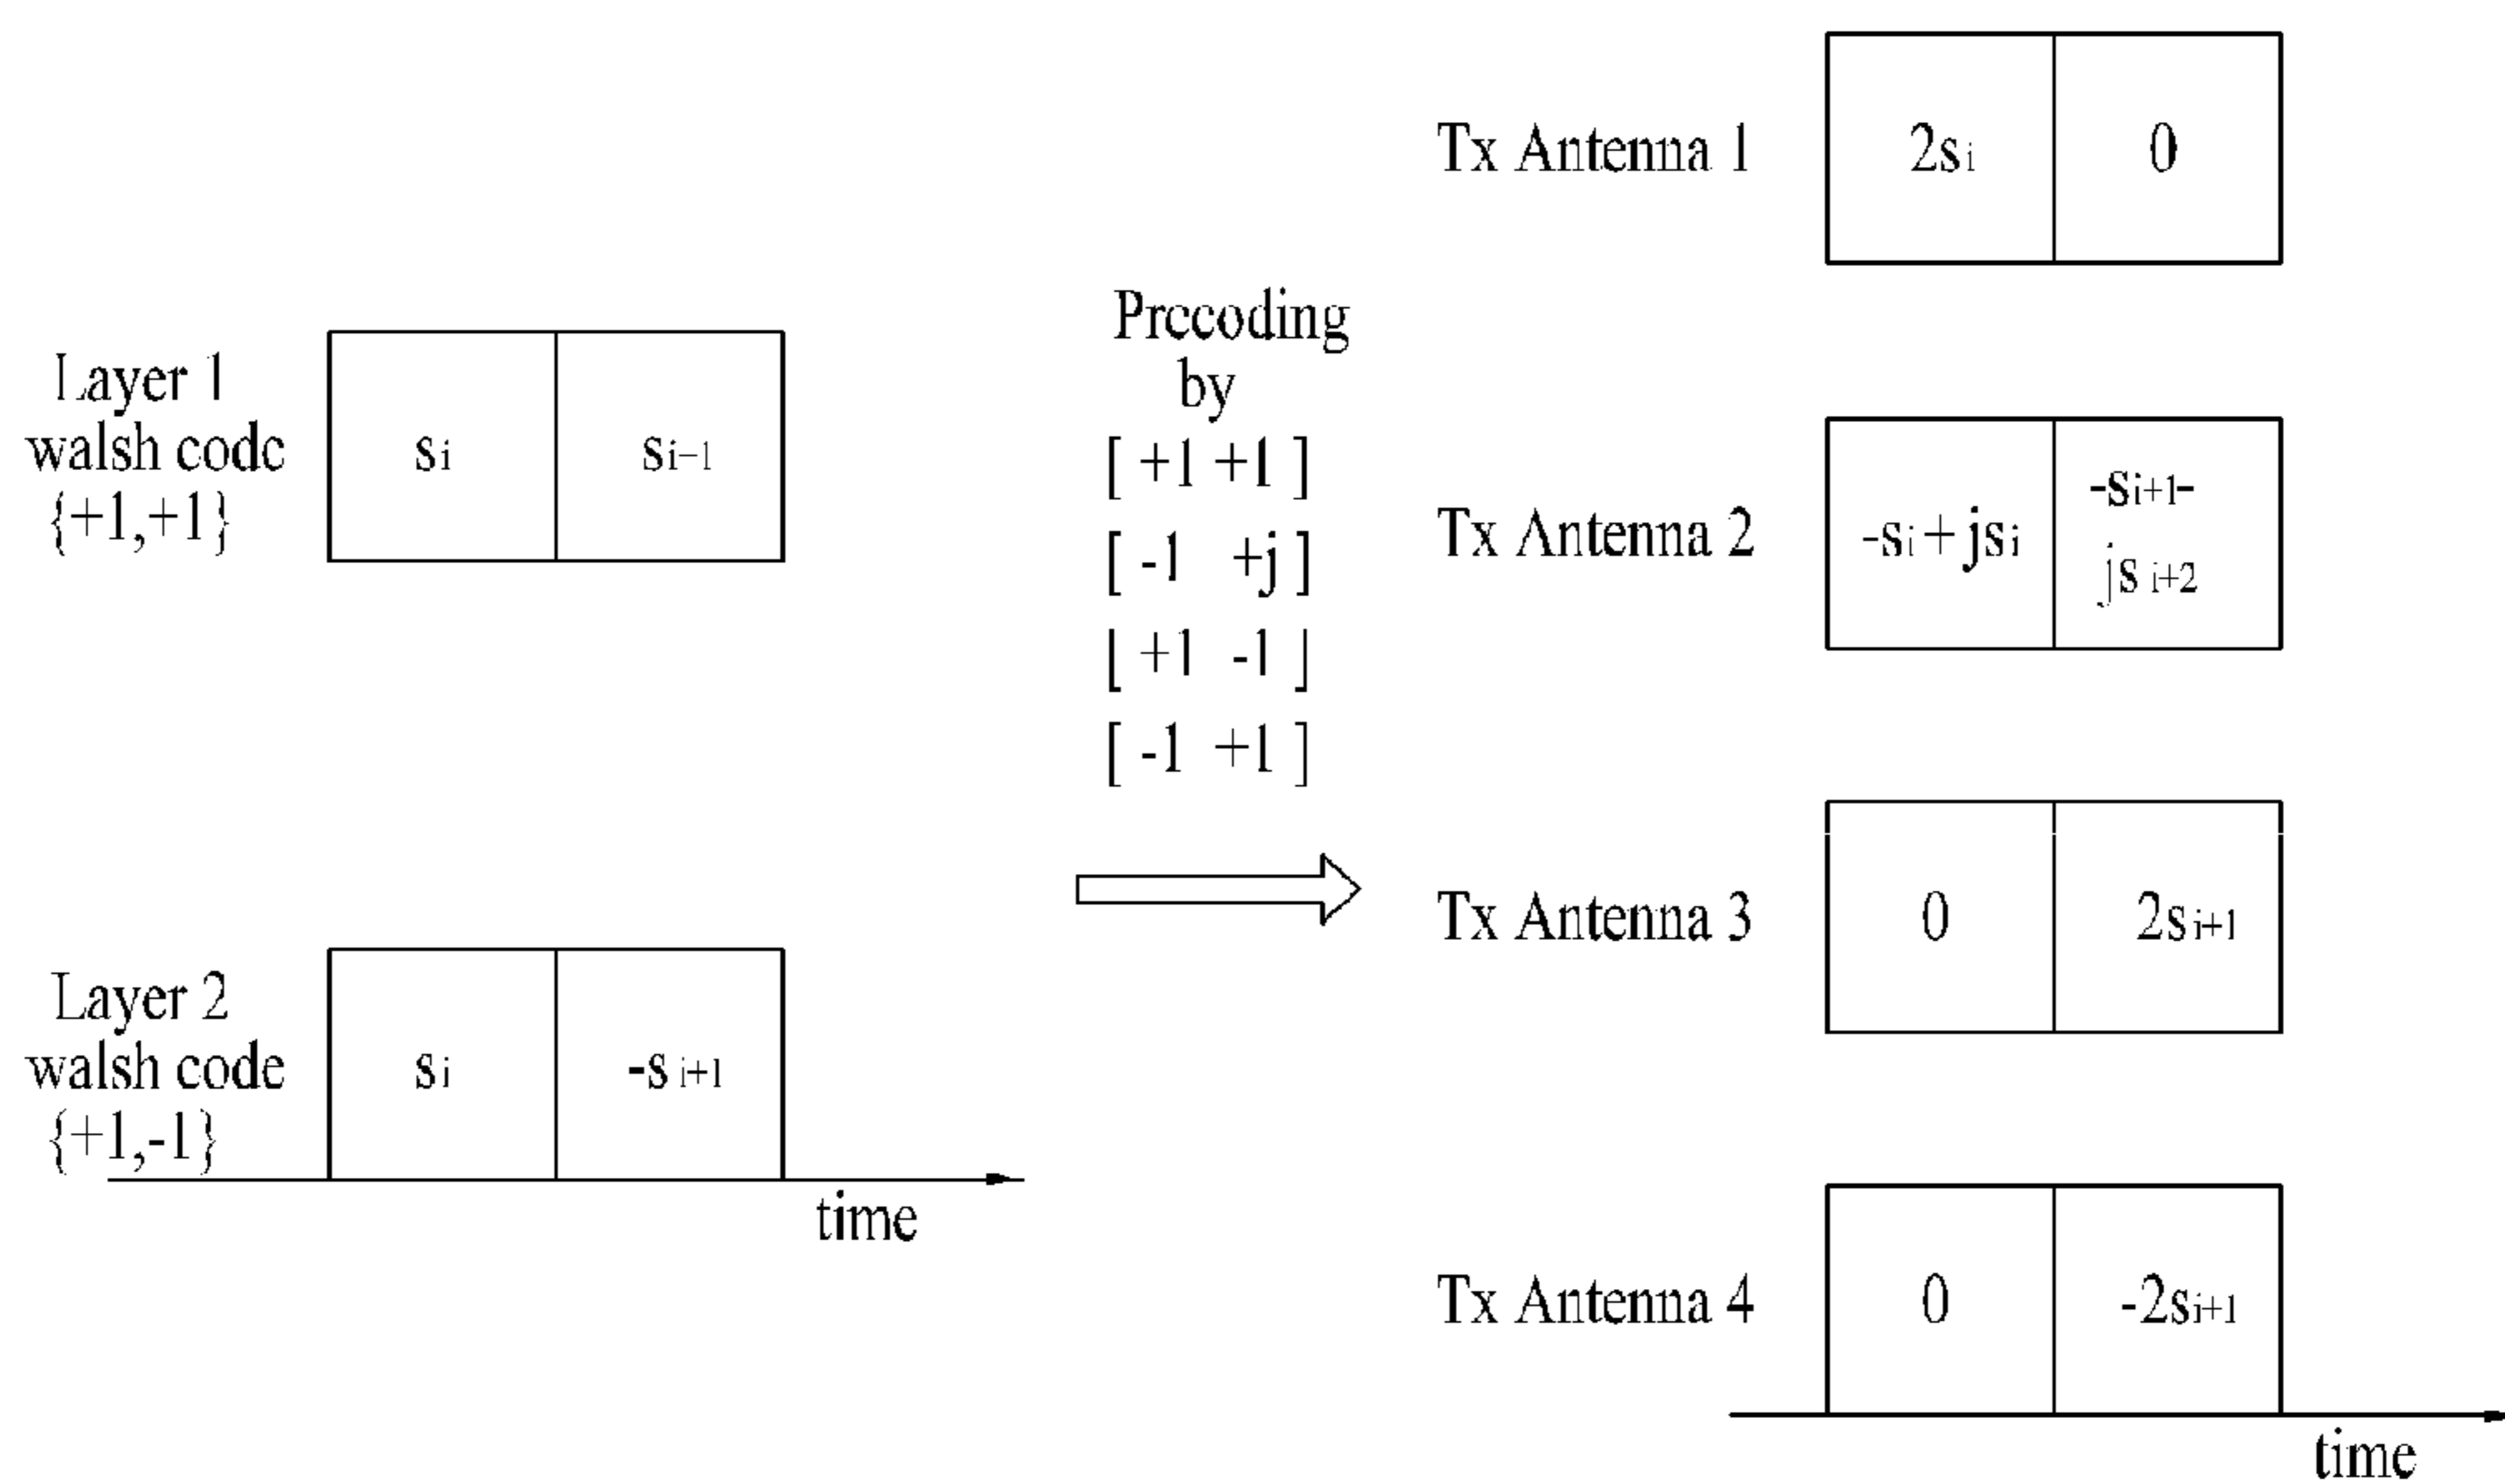 Layer 1
walsh code
{+1,+1}
si
si-1
Layer 2
walsh code
{+1,-1}
si
-s i+1
time
Precoding
by
[ +1 +1 ]
[ -1 +j ]
[ +1 -1 ]
[ -1 +1 ]
Tx Antenna 1
2si
0
Tx Antenna 2
-si+jsi
-si+1-
js i+2
Tx Antenna 3
0
2si+1
Tx Antenna 4
0
-2si+1
time